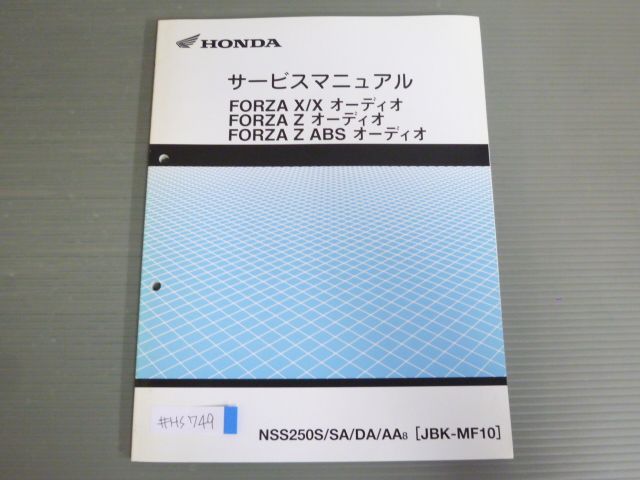 HONDA
サービスマニュアル
FORZA X/X オーディオ
FORZA Z オーディオ
FORZA Z ABS オーディオ
#HS749
NSS250S/SA/DA/AA8 [JBK-MF10]